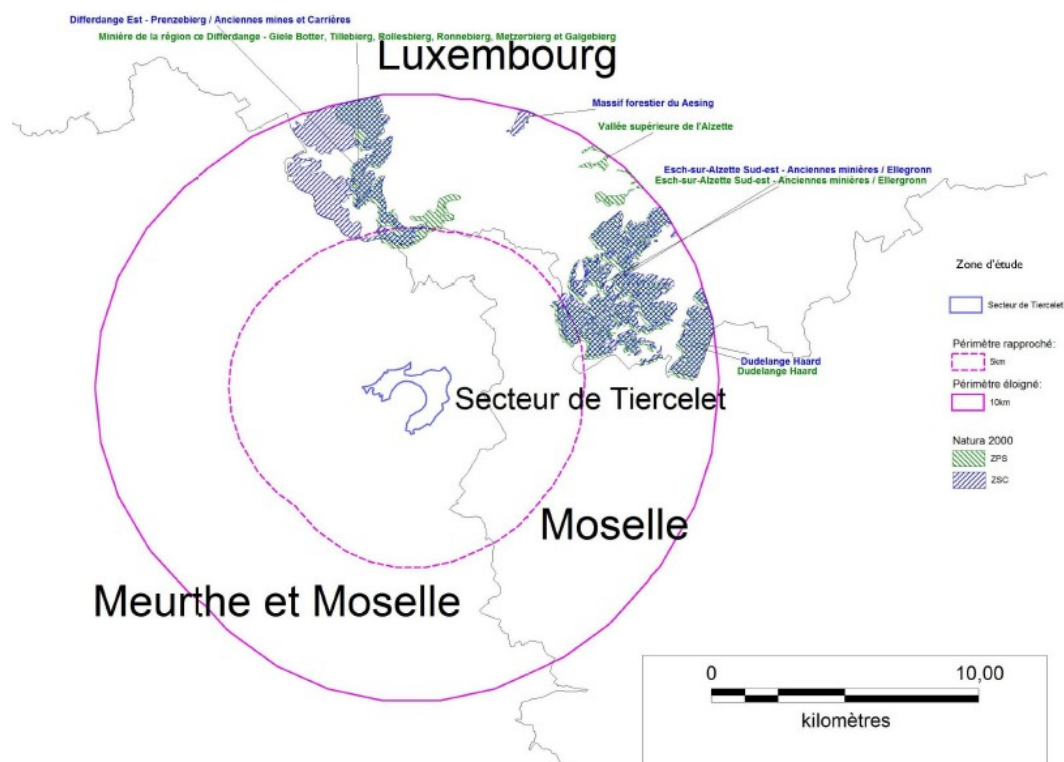 Differdange Est - Prenzebierg / Anciennes mines et Carrières
Minière de la région ce Differdange - Giele Botter, Tillebierg, Rollesbierg, Ronnebierg, Metzerbierg et Galgebierg
Luxembourg
Massif forestier du Aesing
Vallée supérieure de l'Alzette
Esch-sur-Alzette Sud-est - Anciennes minières / Ellegronn
Esch-sur-Alzette Sud-est - Anciennes minières / Ellergronn
Zone d'étude
Secteur de Tiercelet
Périmètre rapproché:
5km
Périmètre éloigné:
10km
Dudelange Haard
Dudelange Haard
Secteur de Tiercelet
Natura 2000
ZPS
ZSC
Moselle
Meurthe et Moselle
0 10,00
kilomètres